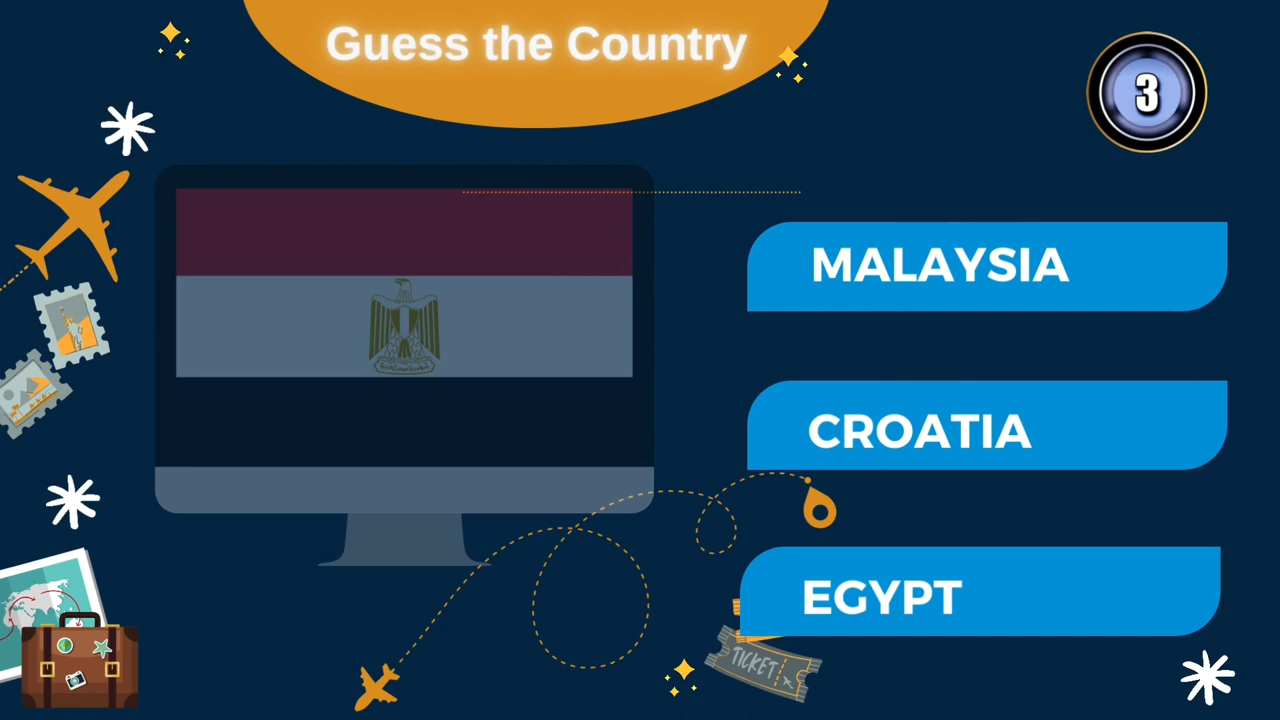 Guess the Country
3
MALAYSIA
CROATIA
EGYPT
TICKET